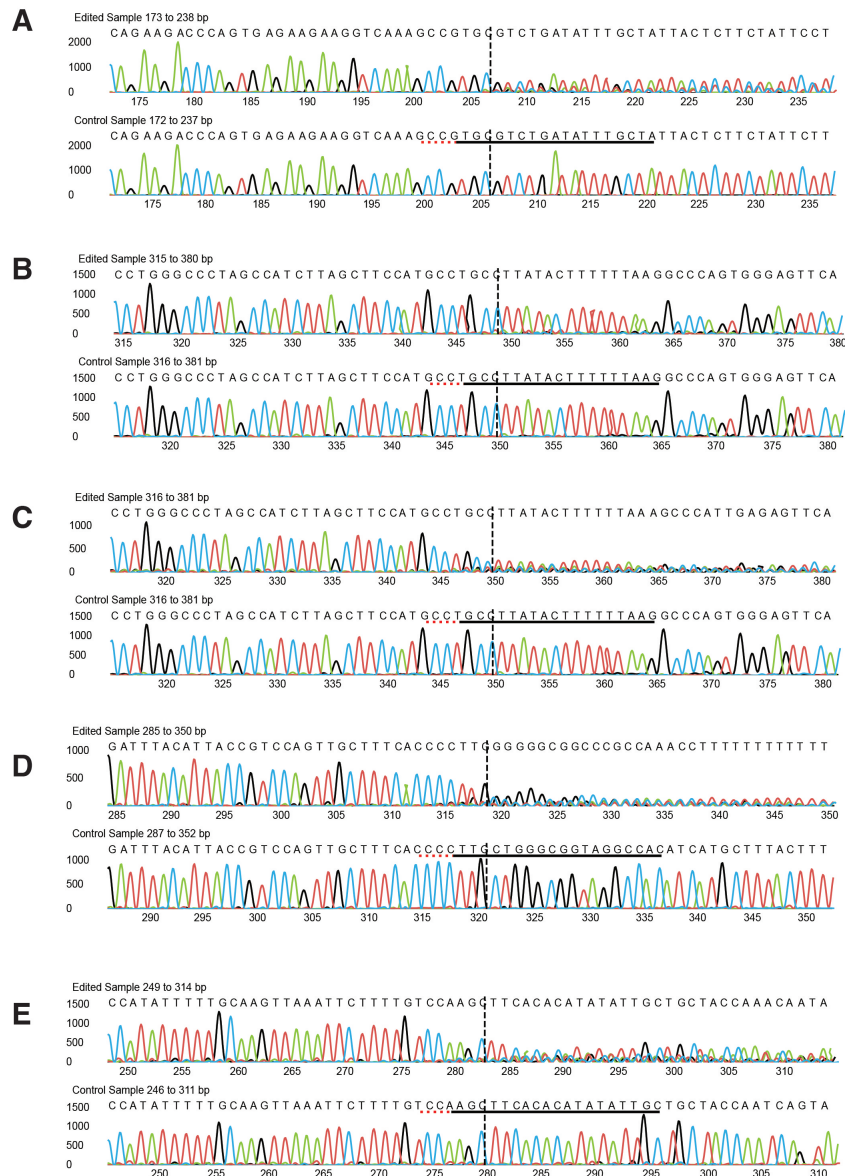 A
Edited Sample 173 to 238 bp
CAGAAGACCCAGTGAGAAGAAGGTCAAAGCCGTGCGTCTGATATTTGCTATTACTCTTCTATTCCT
2000
1000
0
175 180 185 190 195 200 205 210 215 220 225 230 235
Control Sample 172 to 237 bp
CAGAAGACCCAGTGAGAAGAAGGTCAAAGCCGTGCGTCTGATATTTGCTATTACTCTTCTATTCTT
2000
1000
0
175 180 185 190 195 200 205 210 215 220 225 230 235
B
Edited Sample 315 to 380 bp
CCTGGGCCCTAGCCATCTTAGCTTCCATGCCTGCCTTATACTTTTTTAAGGCCCAGTGGGAGTTCA
1500
1000
500
0
315 320 325 330 335 340 345 350 355 360 365 370 375 380
Control Sample 316 to 381 bp
CCTGGGCCCTAGCCATCTTAGCTTCCATGCCTGCCTTATACTTTTTTAAGGCCCAGTGGGAGTTCA
1500
1000
500
0
320 325 330 335 340 345 350 355 360 365 370 375 380
C
Edited Sample 316 to 381 bp
CCTGGGCCCTAGCCATCTTAGCTTCCATGCCTGCCTTATACTTTTTTAAAGCCCATTGAGAGTTCA
1000
500
0
320 325 330 335 340 345 350 355 360 365 370 375 380
Control Sample 316 to 381 bp
CCTGGGCCCTAGCCATCTTAGCTTCCATGCCTGCCTTATACTTTTTTAAGGCCCAGTGGGAGTTCA
1500
1000
500
0
320 325 330 335 340 345 350 355 360 365 370 375 380
D
Edited Sample 285 to 350 bp
GATTTACATTACCGTCCAGTTGCTTTCACCCCTTGGGGGGCGGCCCGCCAAACCTTTTTTTTTTTT
1000
500
0
285 290 295 300 305 310 315 320 325 330 335 340 345 350
Control Sample 287 to 352 bp
GATTTACATTACCGTCCAGTTGCTTTCACCCCTTGCTGGGCGGTAGGCCACATCATGCTTTACTTT
1000
500
0
290 295 300 305 310 315 320 325 330 335 340 345 350
E
Edited Sample 249 to 314 bp
CCATATTTTTGCAAGTTAAATTCTTTTGTCCAAGCTTCACACATATATTGCTGCTACCAAACAATA
1500
1000
500
0
250 255 260 265 270 275 280 285 290 295 300 305 310
Control Sample 246 to 311 bp
CCATATTTTTGCAAGTTAAATTCTTTTGTCCAAGCTTCACACATATATTGCTGCTACCAATCAGTA
1500
1000
500
0
250 255 260 265 270 275 280 285 290 295 300 305 310